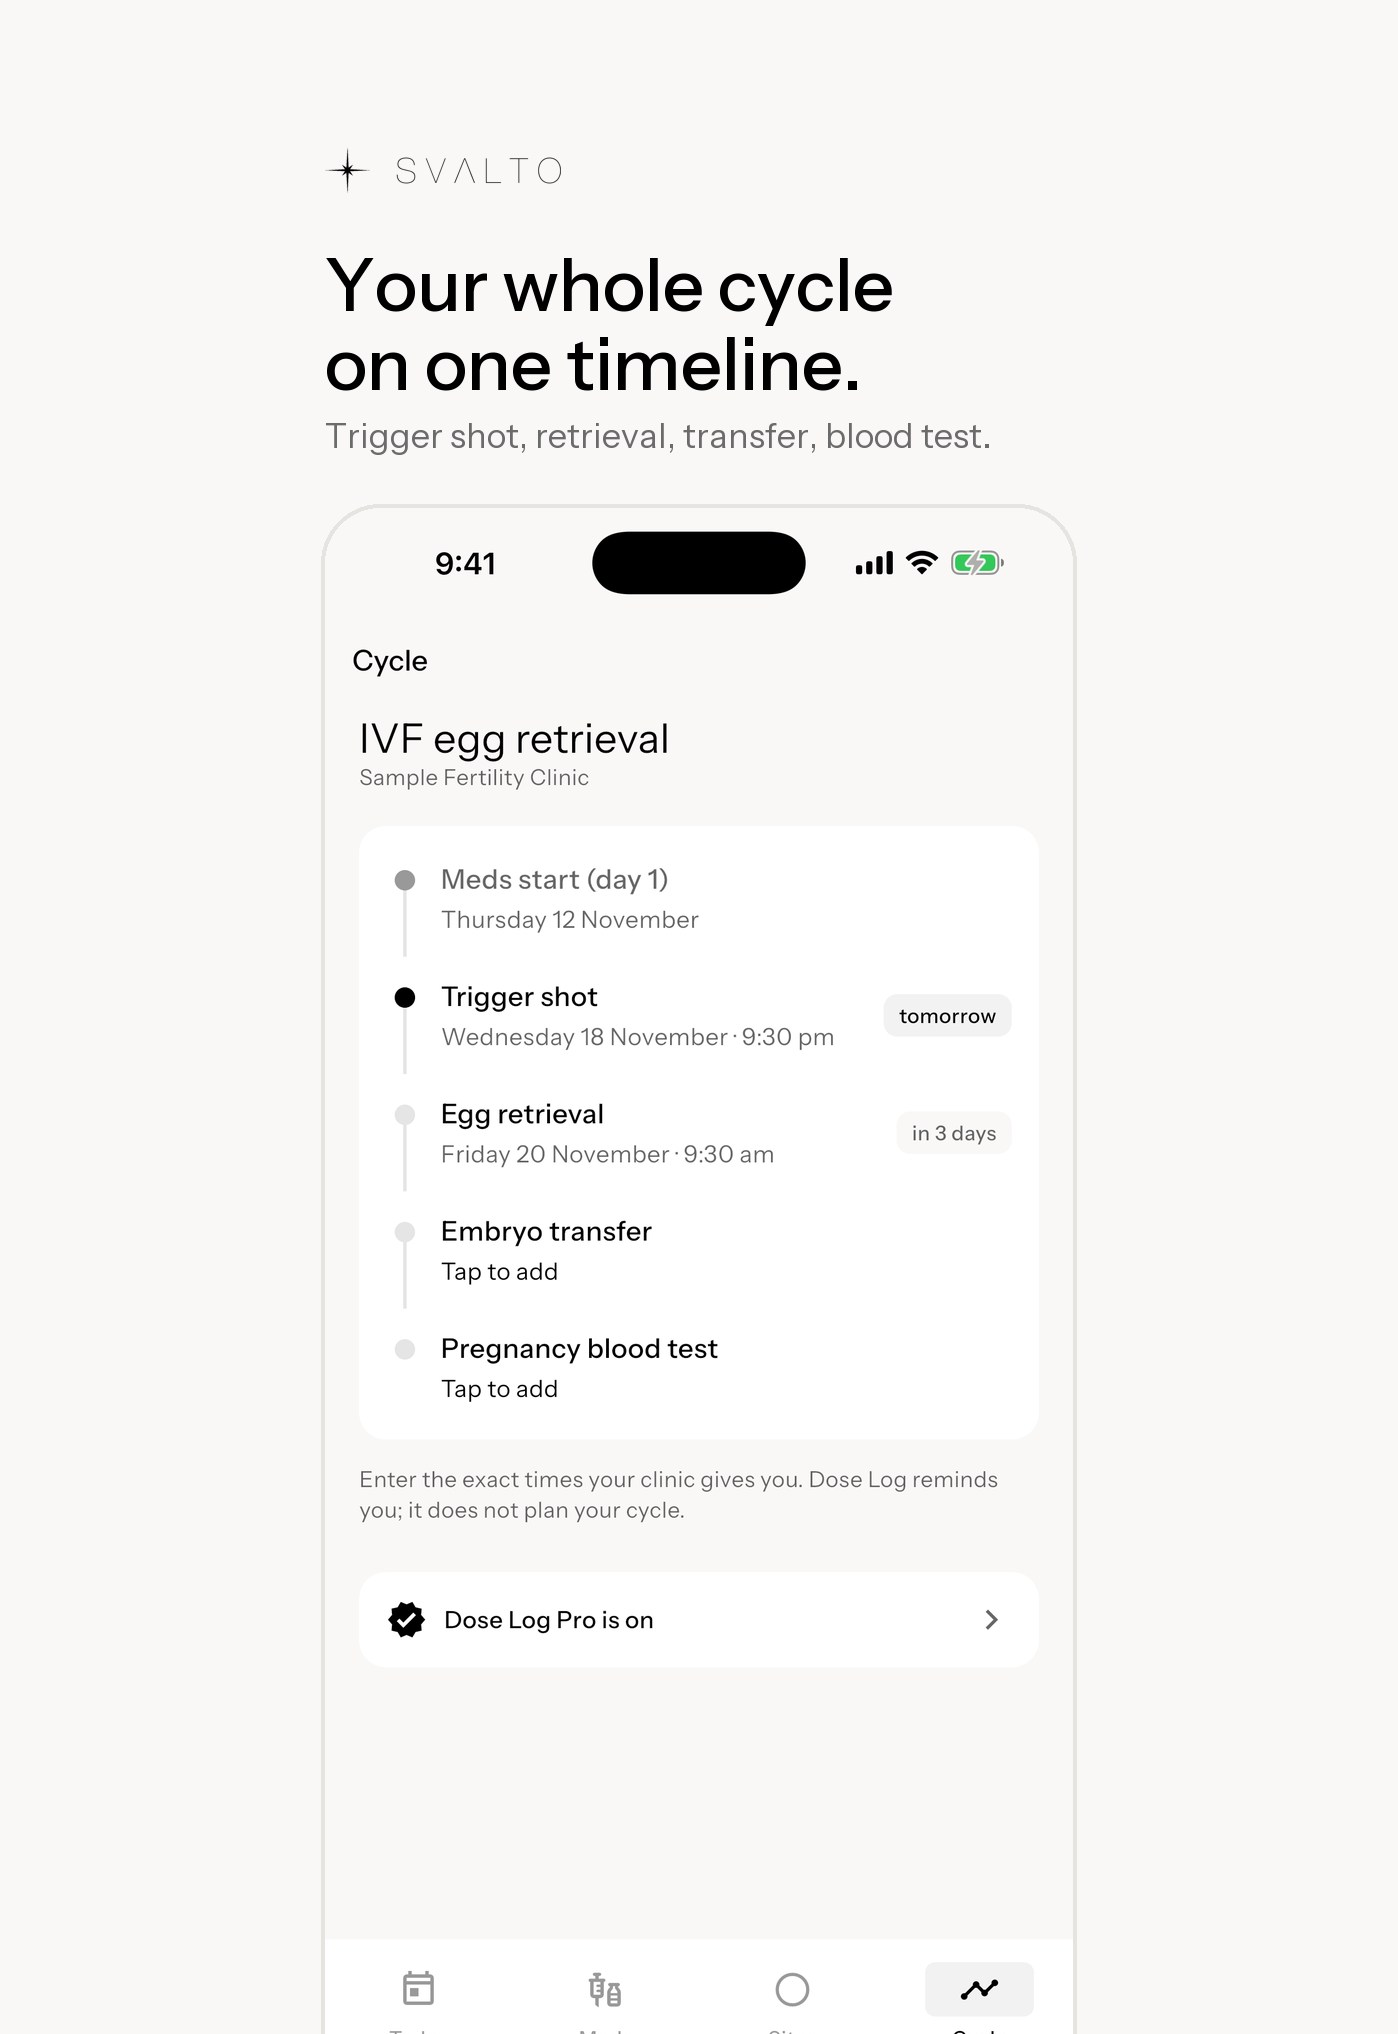 SVALTO
Your whole cycle
on one timeline.
Trigger shot, retrieval, transfer, blood test.
9:41
Cycle
IVF egg retrieval
Sample Fertility Clinic
Meds start (day 1)
Thursday 12 November
Trigger shot
Wednesday 18 November · 9:30 pm
tomorrow
Egg retrieval
Friday 20 November · 9:30 am
in 3 days
Embryo transfer
Tap to add
Pregnancy blood test
Tap to add
Enter the exact times your clinic gives you. Dose Log reminds
you; it does not plan your cycle.
Dose Log Pro is on